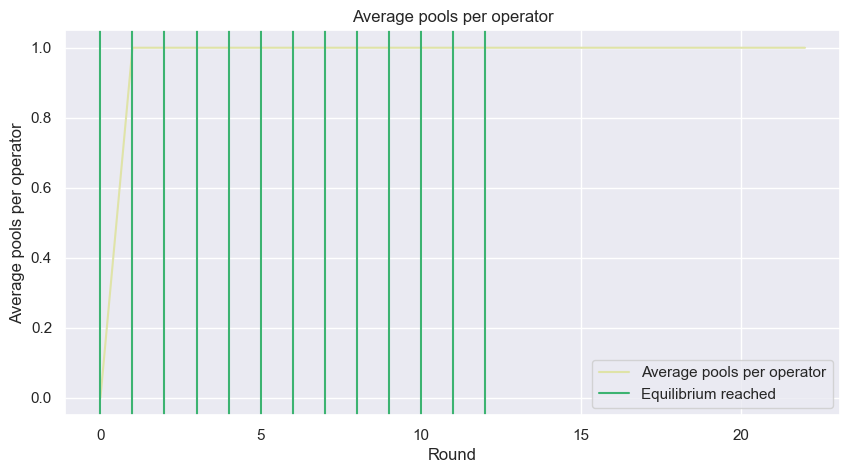 Average pools per operator
Average pools per operator
1.0
0.8
0.6
0.4
0.2
0.0
0
5
10
15
20
Round
Average pools per operator
Equilibrium reached